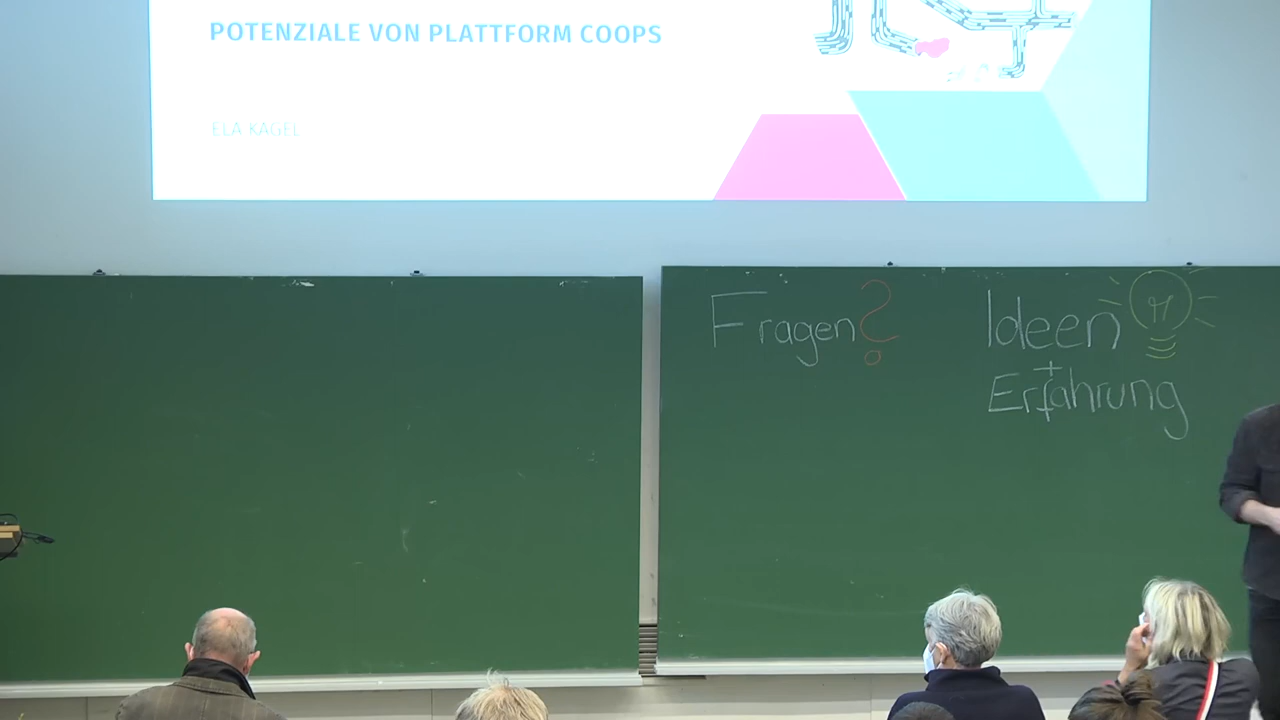 POTENZIALE VON PLATTFORM COOPS
ELA KAGEL
Fragen?
Ideen
+
Erfahrung